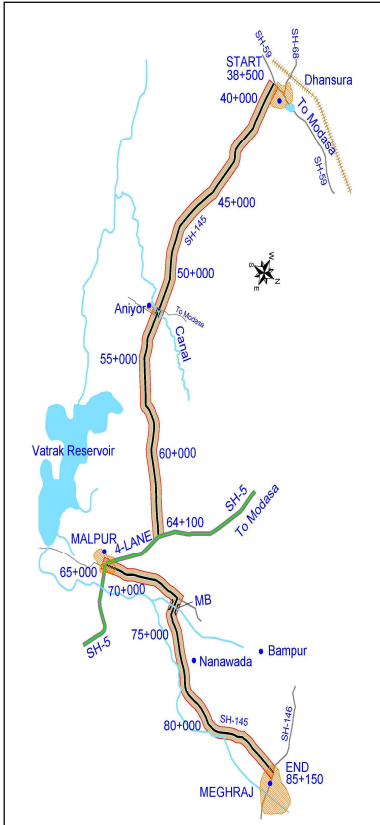 SH-59
SH-68
START
38+500
Dhansura
40+000
To Modasa
SH-59
45+000
SH-145
50+000
W
N
S
E
Aniyor
To Modasa
Canal
55+000
Vatrak Reservoir
60+000
SH-5
To Modasa
64+100
4-LANE
MALPUR
65+000
70+000
MB
SH-5
75+000
Bampur
Nanawada
80+000
SH-145
SH-146
END
85+150
MEGHRAJ